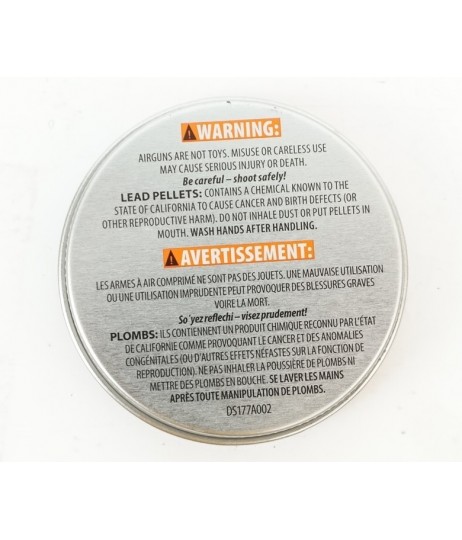 WARNING:
AIRGUNS ARE NOT TOYS. MISUSE OR CARELESS USE
MAY CAUSE SERIOUS INJURY OR DEATH.
Be careful – shoot safely!
LEAD PELLETS: CONTAINS A CHEMICAL KNOWN TO THE
STATE OF CALIFORNIA TO CAUSE CANCER AND BIRTH DEFECTS (OR
OTHER REPRODUCTIVE HARM). DO NOT INHALE DUST OR PUT PELLETS IN
MOUTH. WASH HANDS AFTER HANDLING.
AVERTISSEMENT:
LES ARMES À AIR COMPRIMÉ NE SONT PAS DES JOUETS. UNE MAUVAISE UTILISATION
OU UNE UTILISATION IMPRUDENTE PEUT PROVOQUER DES BLESSURES GRAVES
VOIRE LA MORT.
So`yez reflechi – visez prudement!
PLOMBS: ILS CONTIENNENT UN PRODUIT CHIMIQUE RECONNU PAR L'ÉTAT
DE CALIFORNIE COMME PROVOQUANT LE CANCER ET DES ANOMALIES
CONGÉNITALES (OU D'AUTRES EFFETS NÉFASTES SUR LA FONCTION DE
REPRODUCTION). NE PAS INHALER LA POUSSIÈRE DE PLOMBS NI
METTRE DES PLOMBS EN BOUCHE. SE LAVER LES MAINS
APRÈS TOUTE MANIPULATION DE PLOMBS.
DS177A002